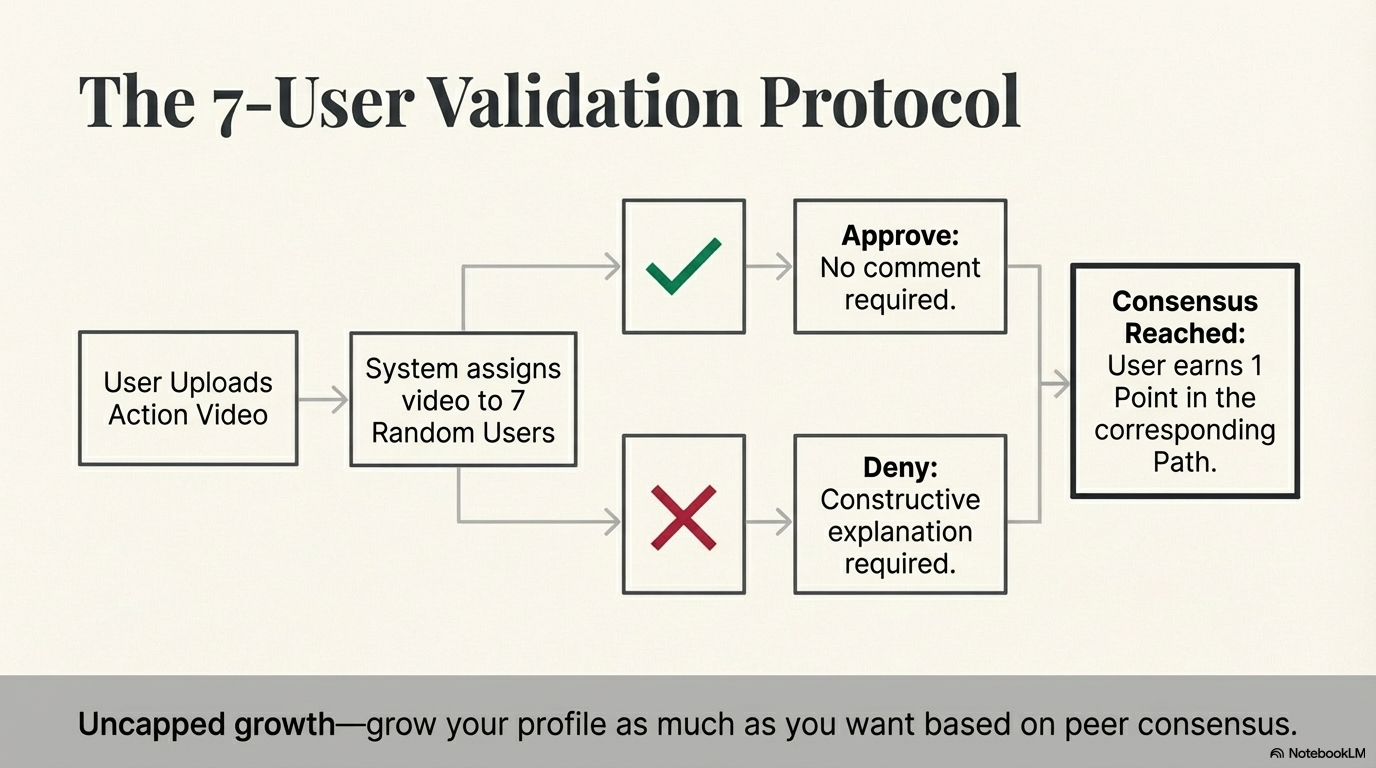 The 7-User Validation Protocol
User Uploads
Action Video
System assigns
video to 7
Random Users
Approve:
No comment
required.
Deny:
Constructive
explanation
required.
Consensus
Reached:
User earns 1
Point in the
corresponding
Path.
Uncapped growth—grow your profile as much as you want based on peer consensus.
NotebookLM